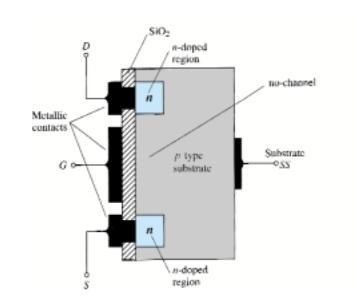 SiO2
D
n-doped
region
n
no-channel
Metallic
contacts
p-type
substrate
Substrate
G
SS
n
n-doped
region
S